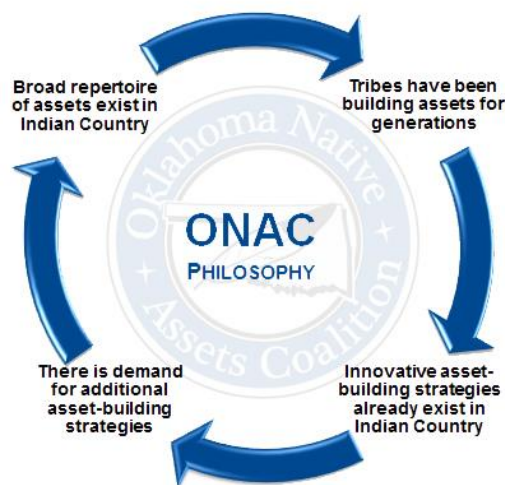 Broad repertoire
of assets exist in
Indian Country
Tribes have been
building assets for
generations
Oklahoma Native
Assets Coalition
ONAC
PHILOSOPHY
There is demand
for additional
asset-building
strategies
Innovative asset-
building strategies
already exist in
Indian Country